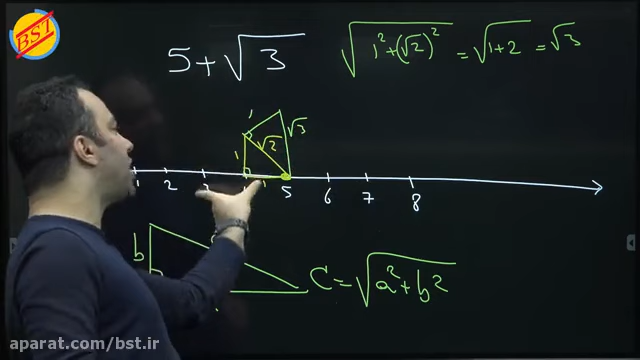 BST
5+√3
√(1²+(√2)²) = √(1+2) = √3
1
√3
1
√2
1
1 2 3 5 6 7 8
b
C=√(a²+b²)
aparat.com/bst.ir